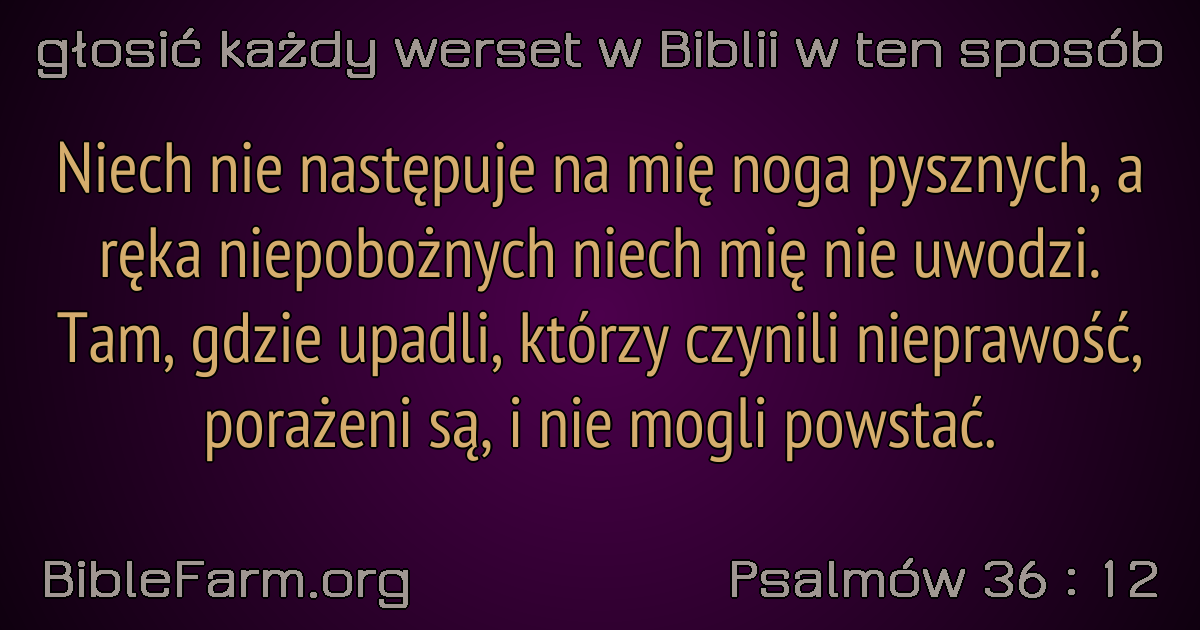 głosić każdy werset w Biblii w ten sposób
Niech nie następuje na mię noga pysznych, a
ręka niepobożnych niech mię nie uwodzi.
Tam, gdzie upadli, którzy czynili nieprawość,
porażeni są, i nie mogli powstać.
BibleFarm.org
Psalmów 36 : 12